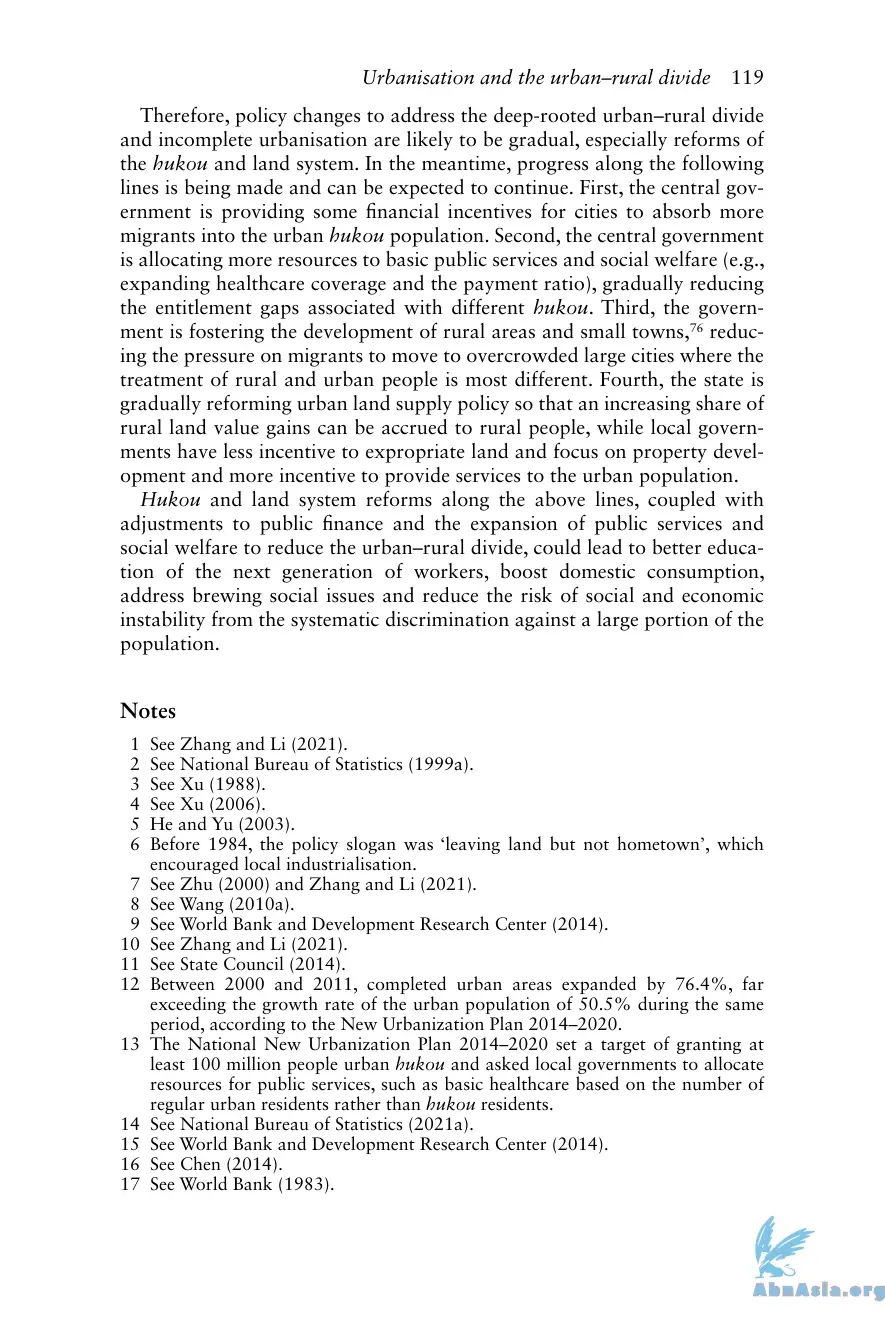 Urbanisation and the urban–rural divide 119
Therefore, policy changes to address the deep-rooted urban–rural divide
and incomplete urbanisation are likely to be gradual, especially reforms of
the hukou and land system. In the meantime, progress along the following
lines is being made and can be expected to continue. First, the central gov-
ernment is providing some financial incentives for cities to absorb more
migrants into the urban hukou population. Second, the central government
is allocating more resources to basic public services and social welfare (e.g.,
expanding healthcare coverage and the payment ratio), gradually reducing
the entitlement gaps associated with different hukou. Third, the govern-
ment is fostering the development of rural areas and small towns,76 reduc-
ing the pressure on migrants to move to overcrowded large cities where the
treatment of rural and urban people is most different. Fourth, the state is
gradually reforming urban land supply policy so that an increasing share of
rural land value gains can be accrued to rural people, while local govern-
ments have less incentive to expropriate land and focus on property devel-
opment and more incentive to provide services to the urban population.
Hukou and land system reforms along the above lines, coupled with
adjustments to public finance and the expansion of public services and
social welfare to reduce the urban–rural divide, could lead to better educa-
tion of the next generation of workers, boost domestic consumption,
address brewing social issues and reduce the risk of social and economic
instability from the systematic discrimination against a large portion of the
population.
Notes
1 See Zhang and Li (2021).
2 See National Bureau of Statistics (1999a).
3 See Xu (1988).
4 See Xu (2006).
5 He and Yu (2003).
6 Before 1984, the policy slogan was ‘leaving land but not hometown’, which
encouraged local industrialisation.
7 See Zhu (2000) and Zhang and Li (2021).
8 See Wang (2010a).
9 See World Bank and Development Research Center (2014).
10 See Zhang and Li (2021).
11 See State Council (2014).
12 Between 2000 and 2011, completed urban areas expanded by 76.4%, far
exceeding the growth rate of the urban population of 50.5% during the same
period, according to the New Urbanization Plan 2014–2020.
13 The National New Urbanization Plan 2014–2020 set a target of granting at
least 100 million people urban hukou and asked local governments to allocate
resources for public services, such as basic healthcare based on the number of
regular urban residents rather than hukou residents.
14 See National Bureau of Statistics (2021a).
15 See World Bank and Development Research Center (2014).
16 See Chen (2014).
17 See World Bank (1983).
AbnAsia.org